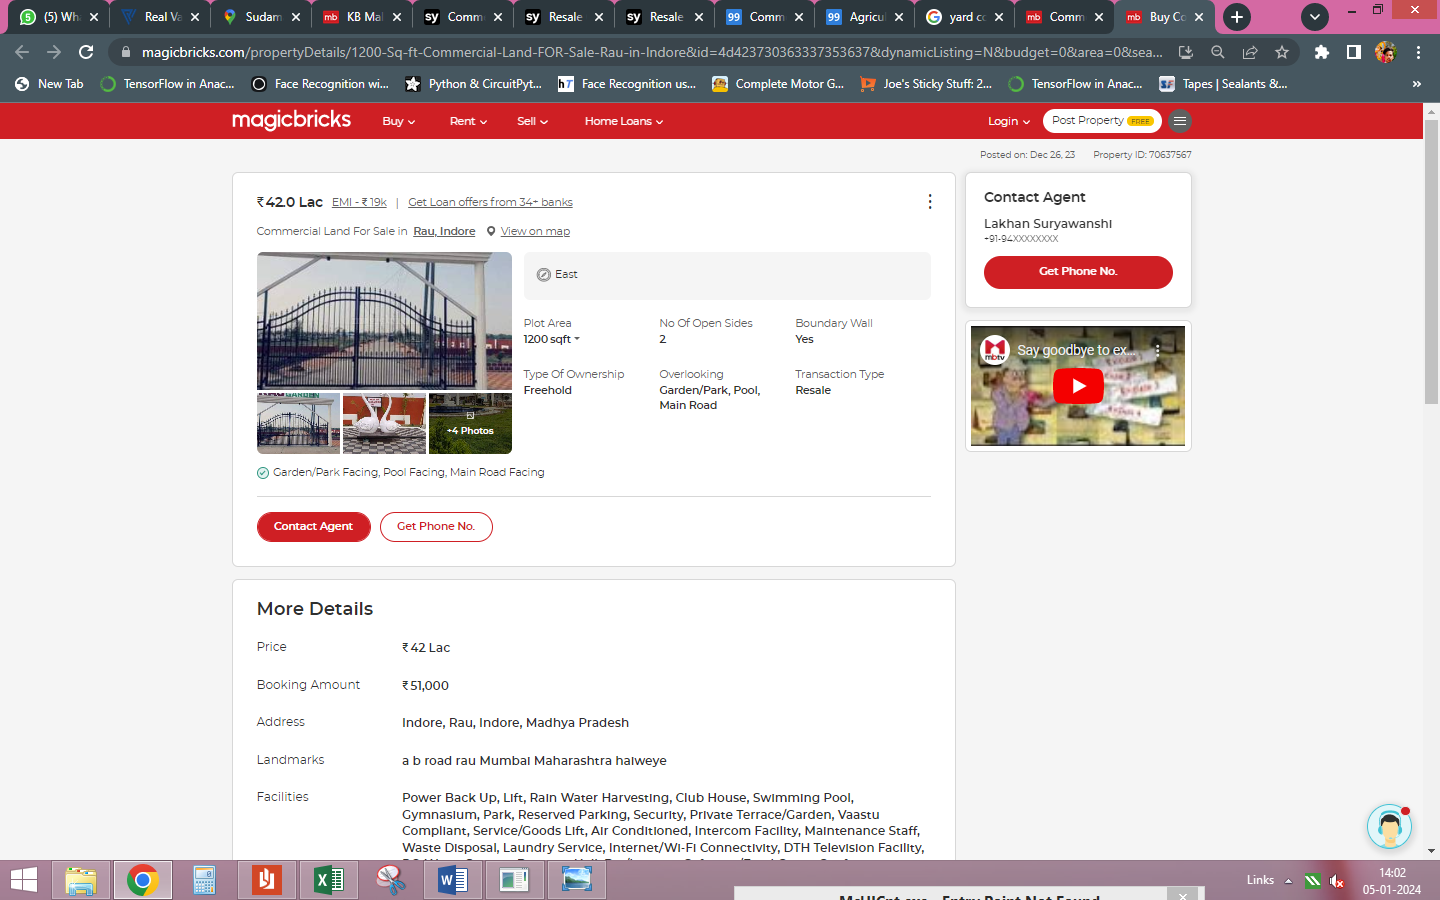 (5) Wha
Real Va
Sudam
KB Mal
Comme
Resale
Resale
Comm
Agricul
yard co
Comm
Buy Co
magicbricks.com/propertyDetails/1200-Sq-ft-Commercial-Land-FOR-Sale-Rau-in-Indore&id=4d423730363337353637&dynamicListing=N&budget=0&area=0&sea...
New Tab
TensorFlow in Anac...
Face Recognition wi...
Python & CircuitPyt...
Face Recognition us...
Complete Motor G...
Joe's Sticky Stuff: 2...
TensorFlow in Anac...
Tapes | Sealants &...
»
magicbricks
Buy
Rent
Sell
Home Loans
Login
Post Property FREE
Posted on: Dec 26, 23 Property ID: 70637567
₹42.0 Lac EMI - ₹ 19k | Get Loan offers from 34+ banks
Commercial Land For Sale in Rau, Indore View on map
East
Plot Area
1200 sqft
No Of Open Sides
2
Boundary Wall
Yes
Type Of Ownership
Freehold
Overlooking
Garden/Park, Pool,
Main Road
Transaction Type
Resale
GARDEN
+4 Photos
Garden/Park Facing, Pool Facing, Main Road Facing
Contact Agent
Get Phone No.
Contact Agent
Lakhan Suryawanshi
+91-94XXXXXXXX
Get Phone No.
mbtv
Say goodbye to ex...
More Details
Price ₹ 42 Lac
Booking Amount ₹ 51,000
Address Indore, Rau, Indore, Madhya Pradesh
Landmarks a b road rau Mumbai Maharashtra haiweye
Facilities Power Back Up, Lift, Rain Water Harvesting, Club House, Swimming Pool,
Gymnasium, Park, Reserved Parking, Security, Private Terrace/Garden, Vaastu
Compliant, Service/Goods Lift, Air Conditioned, Intercom Facility, Maintenance Staff,
Waste Disposal, Laundry Service, Internet/Wi-Fi Connectivity, DTH Television Facility,
Links
14:02
05-01-2024